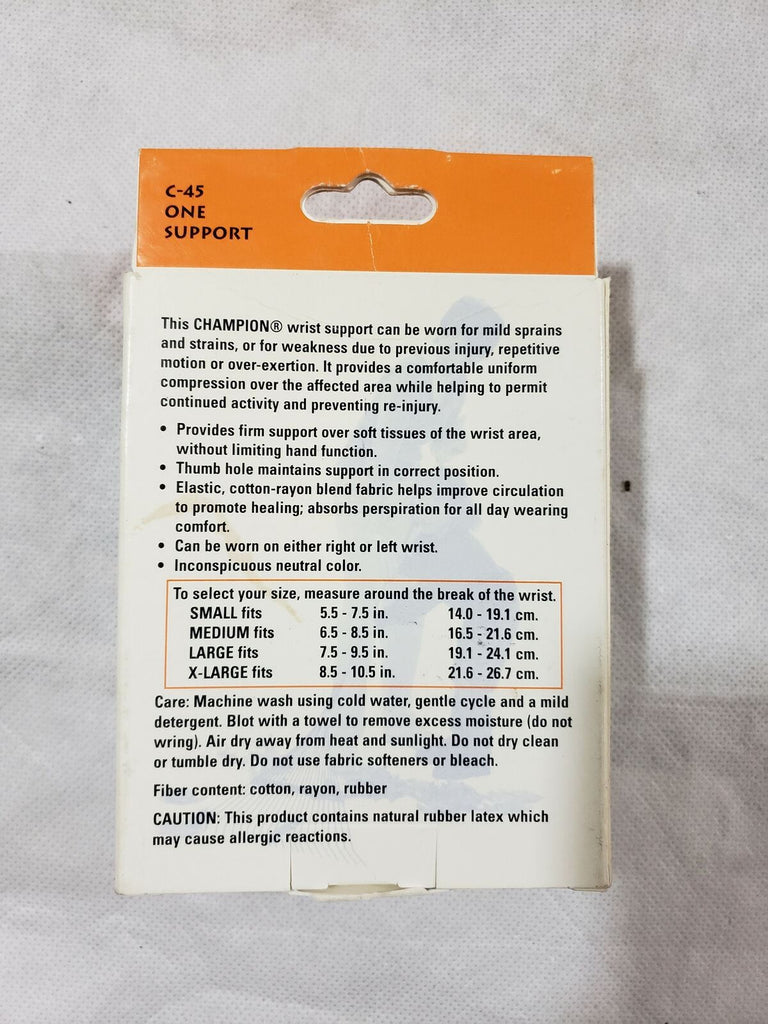 C-45
ONE
SUPPORT
This CHAMPION® wrist support can be worn for mild sprains
and strains, or for weakness due to previous injury, repetitive
motion or over-exertion. It provides a comfortable uniform
compression over the affected area while helping to permit
continued activity and preventing re-injury.
• Provides firm support over soft tissues of the wrist area,
without limiting hand function.
• Thumb hole maintains support in correct position.
• Elastic, cotton-rayon blend fabric helps improve circulation
to promote healing; absorbs perspiration for all day wearing
comfort.
• Can be worn on either right or left wrist.
• Inconspicuous neutral color.
To select your size, measure around the break of the wrist.
SMALL fits 5.5 - 7.5 in. 14.0 - 19.1 cm.
MEDIUM fits 6.5 - 8.5 in. 16.5 - 21.6 cm.
LARGE fits 7.5 - 9.5 in. 19.1 - 24.1 cm.
X-LARGE fits 8.5 - 10.5 in. 21.6 - 26.7 cm.
Care: Machine wash using cold water, gentle cycle and a mild
detergent. Blot with a towel to remove excess moisture (do not
wring). Air dry away from heat and sunlight. Do not dry clean
or tumble dry. Do not use fabric softeners or bleach.
Fiber content: cotton, rayon, rubber
CAUTION: This product contains natural rubber latex which
may cause allergic reactions.